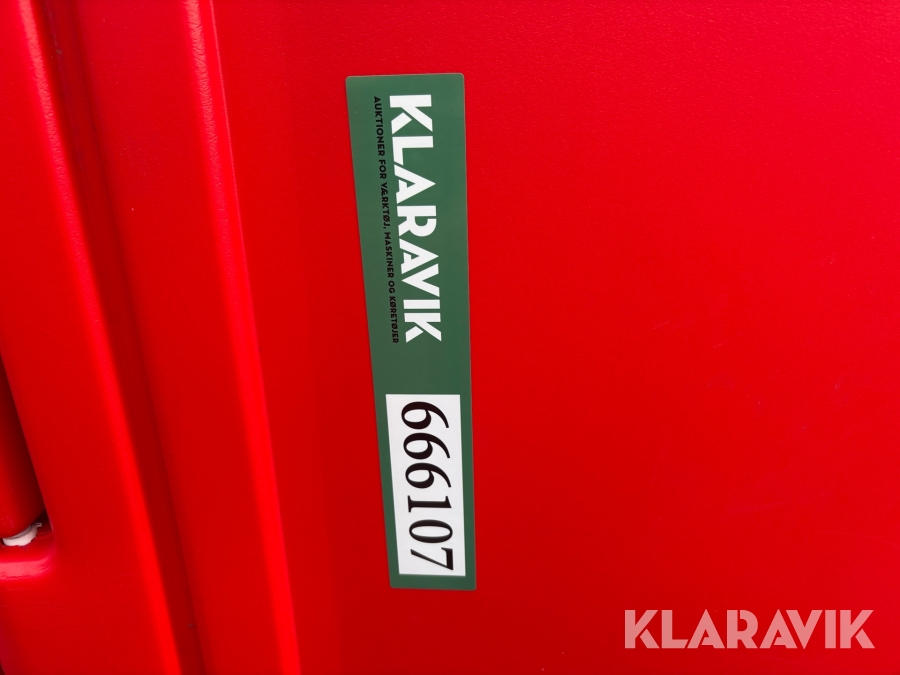 KLARAVIK
AUKTIONER FOR VÆRKTØJ, MASKINER OG KØRETØJER
666107
KLARAVIK